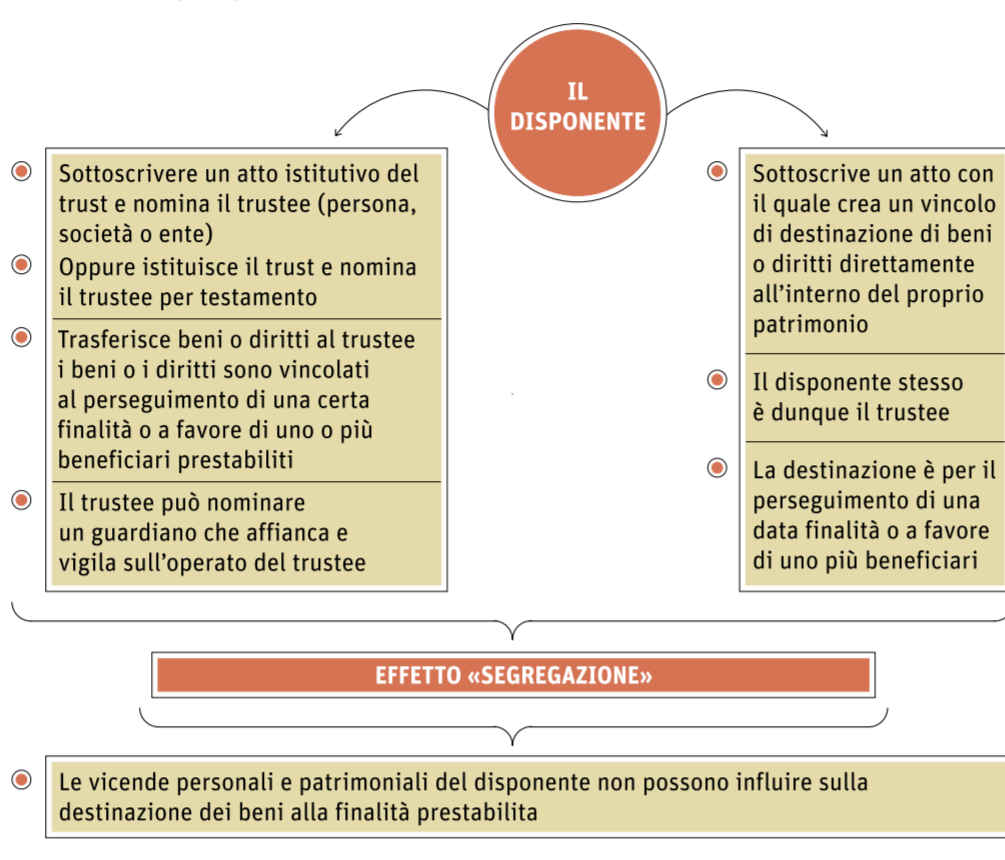 IL
DISPONENTE
Sottoscrivere un atto istitutivo del
trust e nomina il trustee (persona,
società o ente)
Oppure istituisce il trust e nomina
il trustee per testamento
Trasferisce beni o diritti al trustee
i beni o i diritti sono vincolati
al perseguimento di una certa
finalità o a favore di uno o più
beneficiari prestabiliti
Il trustee può nominare
un guardiano che affianca e
vigila sull'operato del trustee
Sottoscrive un atto con
il quale crea un vincolo
di destinazione di beni
o diritti direttamente
all'interno del proprio
patrimonio
Il disponente stesso
è dunque il trustee
La destinazione è per il
perseguimento di una
data finalità o a favore
di uno più beneficiari
EFFETTO «SEGREGAZIONE»
Le vicende personali e patrimoniali del disponente non possono influire sulla
destinazione dei beni alla finalità prestabilita